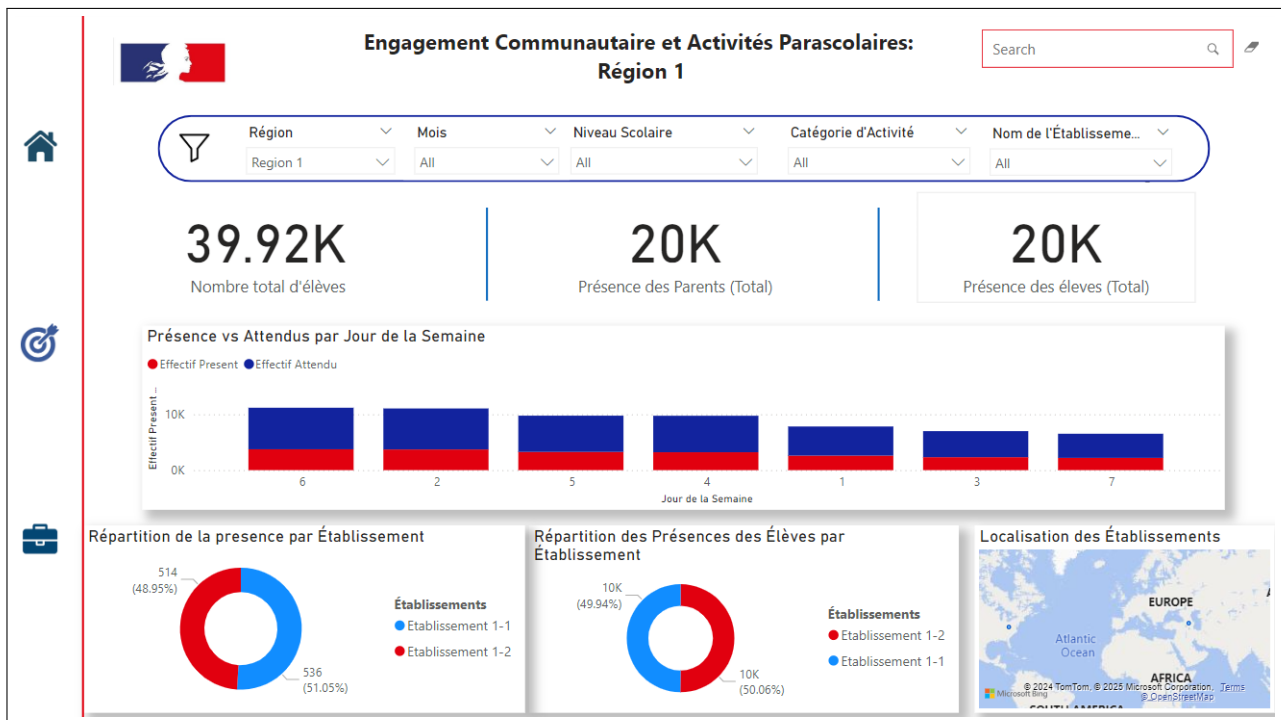 Engagement Communautaire et Activités Parascolaires:
Région 1
Search
Région
Mois
Niveau Scolaire
Catégorie d'Activité
Nom de l'Établisseme...
Region 1
All
All
All
All
39.92K
Nombre total d'élèves
20K
Présence des Parents (Total)
20K
Présence des éleves (Total)
Présence vs Attendus par Jour de la Semaine
Effectif Present
Effectif Attendu
Effectif Present ...
10K
0K
6
2
5
4
1
3
7
Jour de la Semaine
Répartition de la presence par Établissement
514
(48.95%)
536
(51.05%)
Établissements
Etablissement 1-1
Etablissement 1-2
Répartition des Présences des Élèves par
Établissement
10K
(49.94%)
10K
(50.06%)
Établissements
Etablissement 1-2
Etablissement 1-1
Localisation des Établissements
EUROPE
Atlantic
Ocean
AFRICA
Microsoft Bing
© 2024 TomTom, © 2025 Microsoft Corporation, Terms
© OpenStreetMap
SOUTH AMERICA